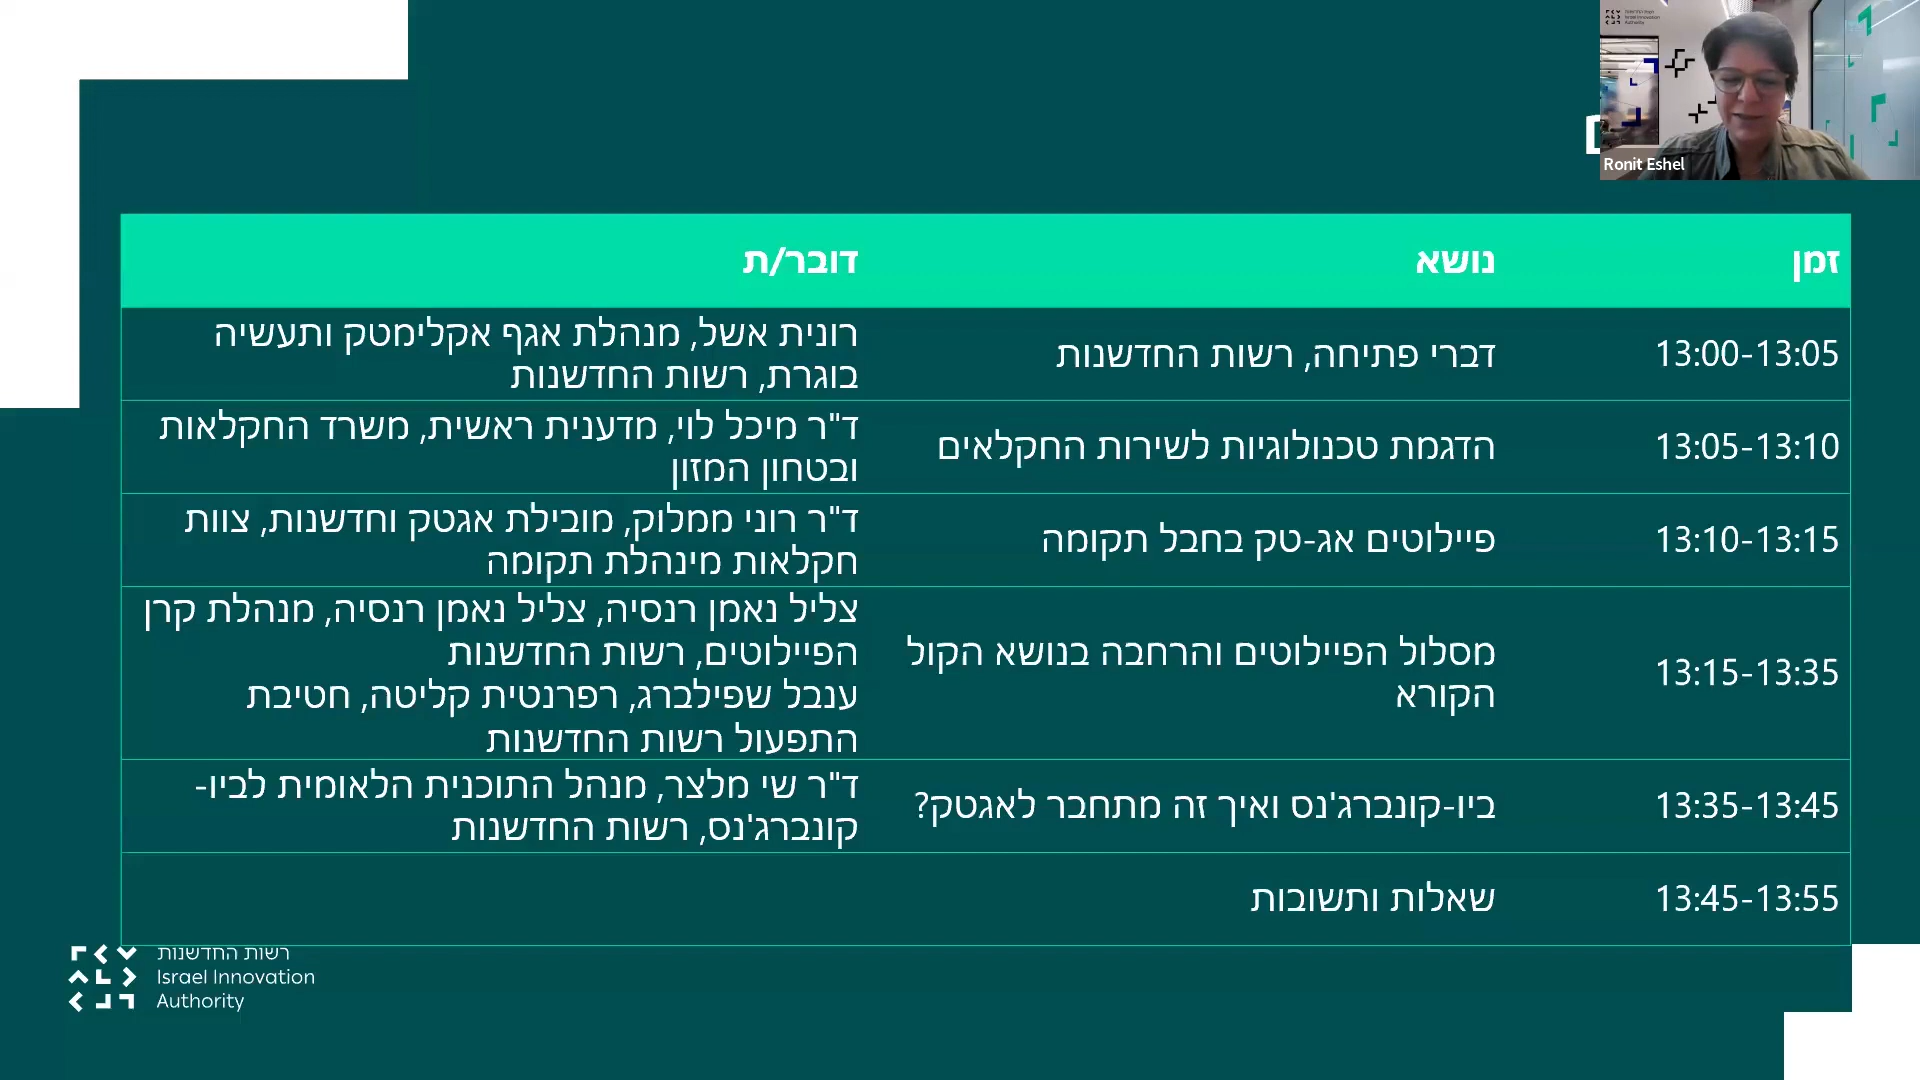 Ronit Eshel
זמן נושא דובר/ת
13:00-13:05 דברי פתיחה, רשות החדשנות רונית אשל, מנהלת אגף אקלימטק ותעשיה
בוגרת, רשות החדשנות
13:05-13:10 הדגמת טכנולוגיות לשירות החקלאים ד"ר מיכל לוי, מדענית ראשית, משרד החקלאות
ובטחון המזון
13:10-13:15 פיילוטים אג-טק בחבל תקומה ד"ר רוני ממלוק, מובילת אגטק וחדשנות, צוות
חקלאות מינהלת תקומה
13:15-13:35 מסלול הפיילוטים והרחבה בנושא הקול
הקורא
צליל נאמן רנסיה, צליל נאמן רנסיה, מנהלת קרן
הפיילוטים, רשות החדשנות
ענבל שפילברג, רפרנטית קליטה, חטיבת
התפעול רשות החדשנות
13:35-13:45 ביו-קונברג'נס ואיך זה מתחבר לאגטק? ד"ר שי מלצר, מנהל התוכנית הלאומית לביו-
קונברג'נס, רשות החדשנות
13:45-13:55 שאלות ותשובות
רשות החדשנות
Israel Innovation
Authority